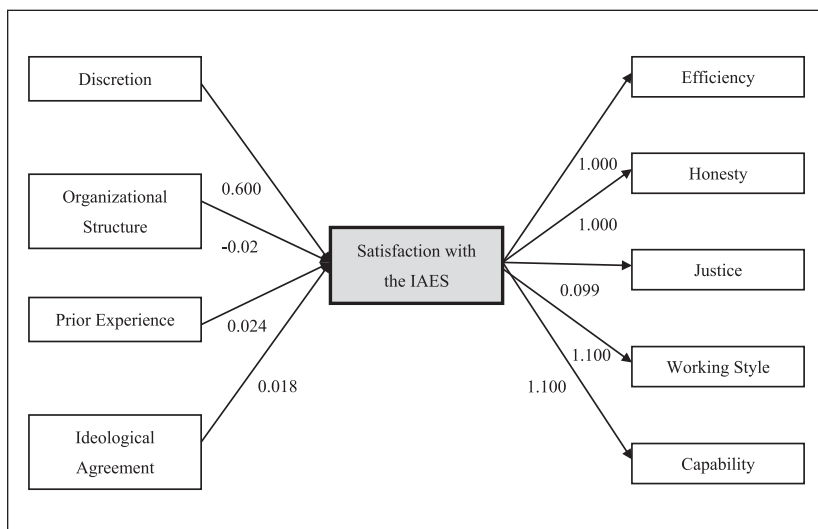 Discretion
Organizational
Structure
Prior Experience
Ideological
Agreement
0.600
-0.02
0.024
0.018
Satisfaction with
the IAES
1.000
1.000
0.099
1.100
1.100
Efficiency
Honesty
Justice
Working Style
Capability